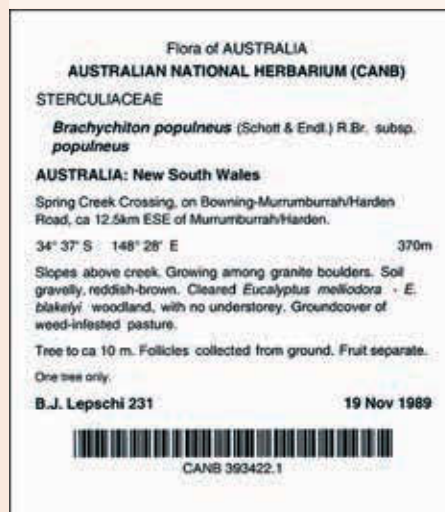 Flora of AUSTRALIA
AUSTRALIAN NATIONAL HERBARIUM (CANB)
STERCULIACEAE
Brachychiton populneus (Schott & Endl.) R.Br. subsp.
populneus
AUSTRALIA: New South Wales
Spring Creek Crossing, on Bowning-Murrumburrah/Harden
Road, ca 12.5km ESE of Murrumburrah/Harden.
34° 37' S 148° 28' E 370m
Slopes above creek. Growing among granite boulders. Soil
gravelly, reddish-brown. Cleared Eucalyptus melliodora - E.
blakelyi woodland, with no understorey. Groundcover of
weed-infested pasture.
Tree to ca 10 m. Follicles collected from ground. Fruit separate.
One tree only.
B.J. Lepschi 231 19 Nov 1989
CANB 393422.1